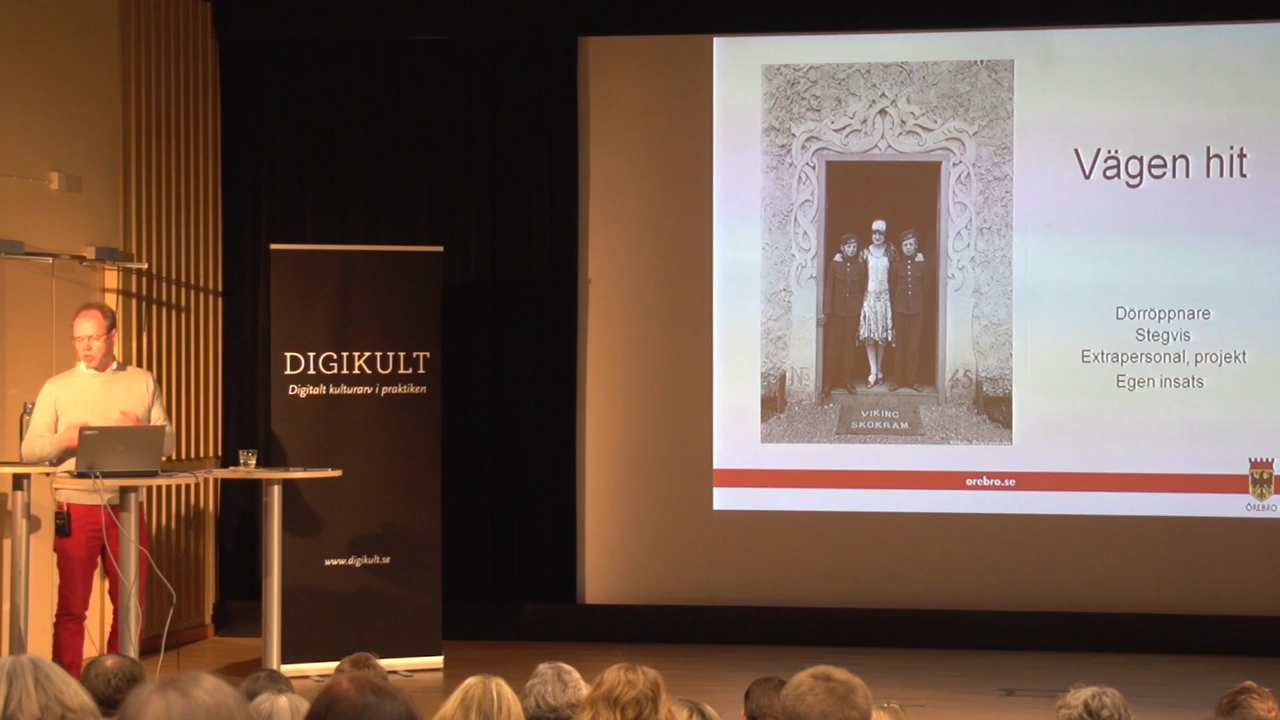 DIGIKULT
Digitalt kulturarv i praktiken
www.digikult.se
Vägen hit
Dörröppnare
Stegvis
Extrapersonal, projekt
Egen insats
VIKING
SKOKRÄM
orebro.se
ÖREBRO